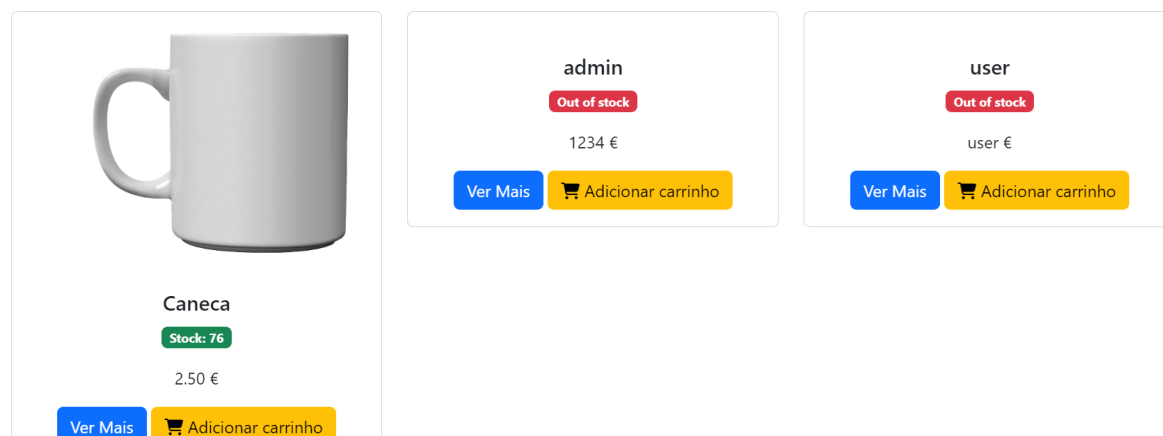 Caneca
Stock: 76
2.50 €
Ver Mais Adicionar carrinho
admin
Out of stock
1234 €
Ver Mais Adicionar carrinho
user
Out of stock
user €
Ver Mais Adicionar carrinho